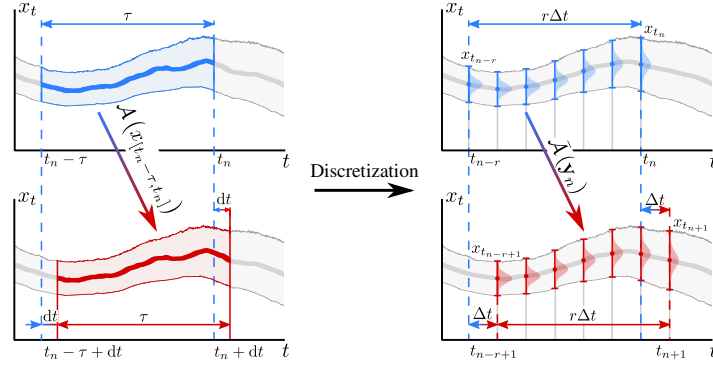 x_t
τ
t_n − τ
t_n
t
𝒜(x_{[t_n−τ,t_n]})
x_t
dt
dt
τ
t_n − τ + dt
t_n + dt
t
Discretization
x_t
rΔt
x_{t_{n−r}}
x_{t_n}
t_{n−r}
t_n
t
Ā(𝐲_n)
x_t
Δt
x_{t_{n−r+1}}
x_{t_{n+1}}
Δt
rΔt
t_{n−r+1}
t_{n+1}
t